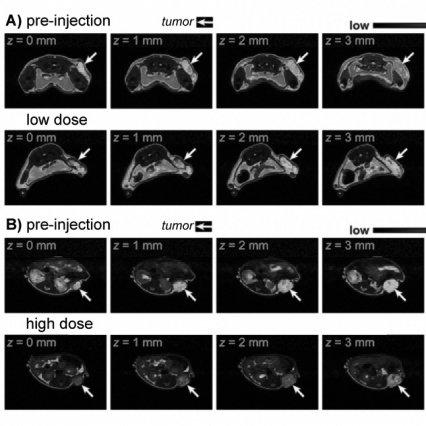 A) pre-injection tumor low
z = 0 mm z = 1 mm z = 2 mm z = 3 mm
low dose
z = 0 mm z = 1 mm z = 2 mm z = 3 mm
B) pre-injection tumor low
z = 0 mm z = 1 mm z = 2 mm z = 3 mm
high dose
z = 0 mm z = 1 mm z = 2 mm z = 3 mm